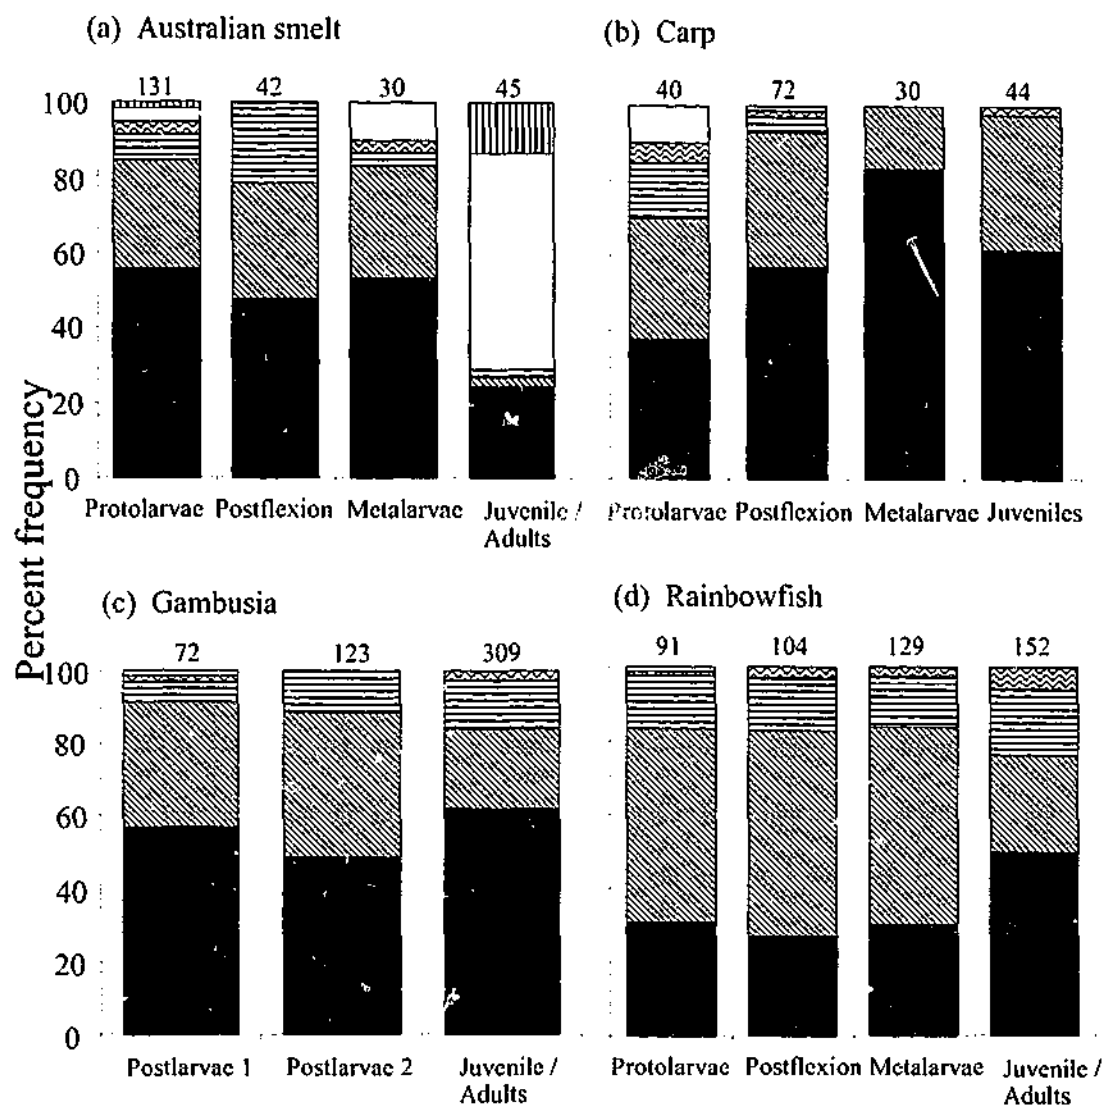 (a) Australian smelt
(b) Carp
131 42 30 45
40 72 30 44
100
80
60
40
20
0
Protolarvae Postflexion Metalarvae Juvenile / Adults
Protolarvae Postflexion Metalarvae Juveniles
Percent frequency
(c) Gambusia
(d) Rainbowfish
72 123 309
91 104 129 152
100
80
60
40
20
0
Postlarvae 1 Postlarvae 2 Juvenile / Adults
Protolarvae Postflexion Metalarvae Juvenile / Adults